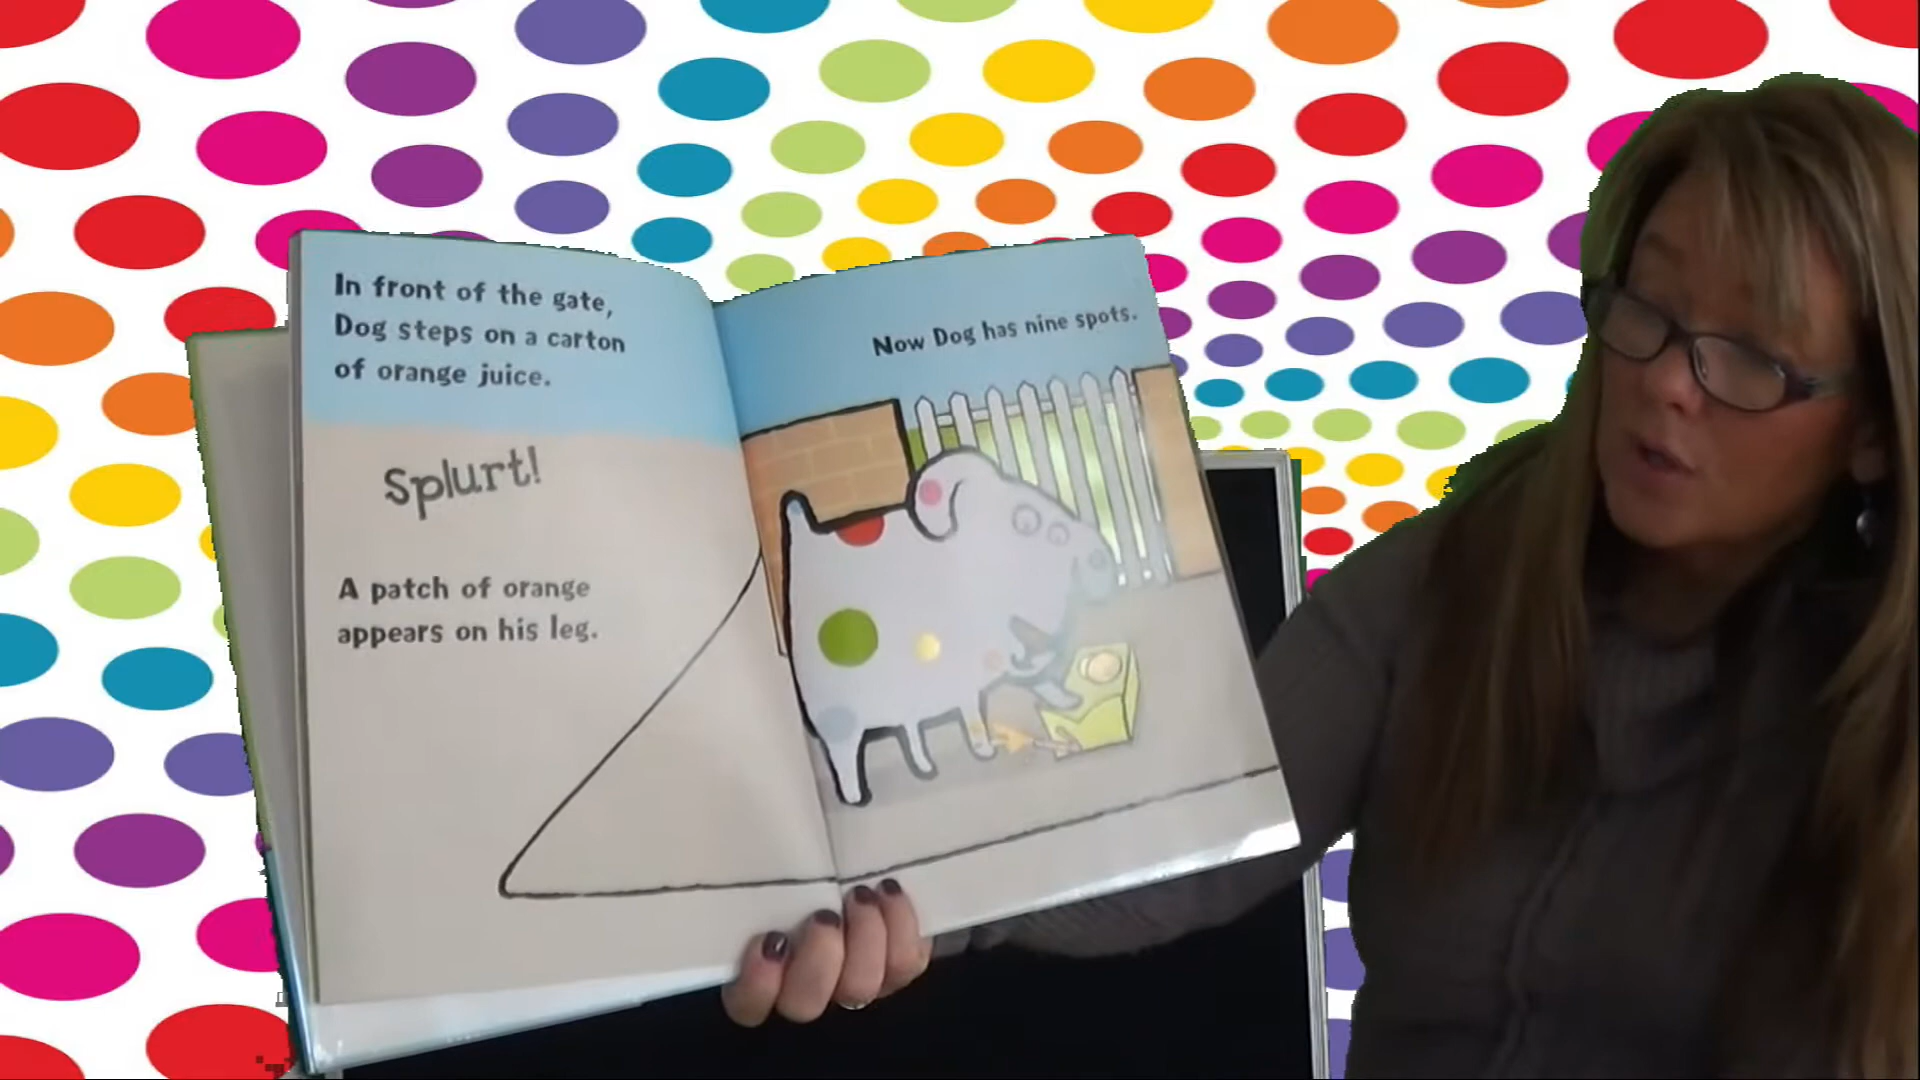 In front of the gate,
Dog steps on a carton
of orange juice.
Splurt!
A patch of orange
appears on his leg.
Now Dog has nine spots.